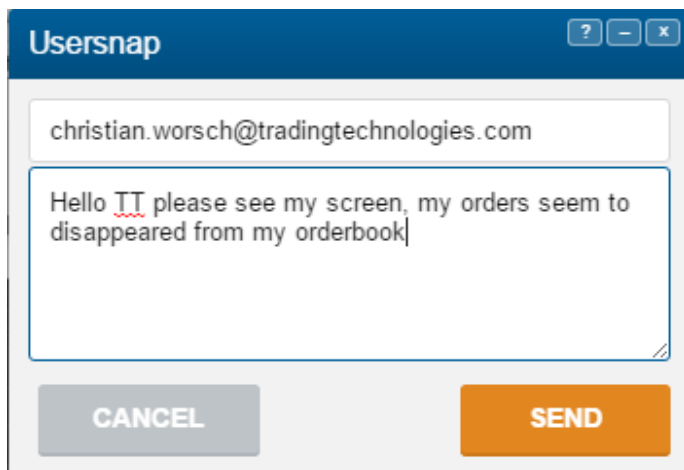 Usersnap
? – x
christian.worsch@tradingtechnologies.com
Hello TT please see my screen, my orders seem to
disappeared from my orderbook
CANCEL
SEND